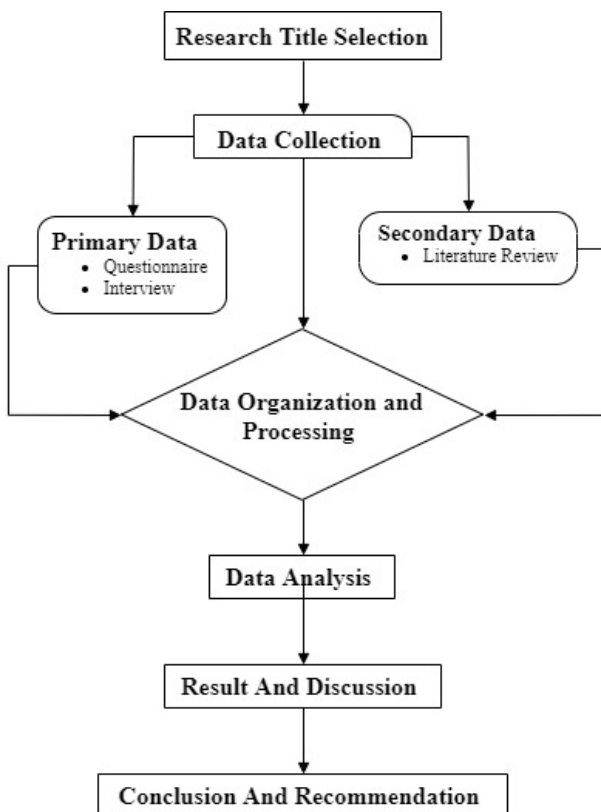 Research Title Selection
Data Collection
Primary Data
• Questionnaire
• Interview
Secondary Data
• Literature Review
Data Organization and
Processing
Data Analysis
Result And Discussion
Conclusion And Recommendation